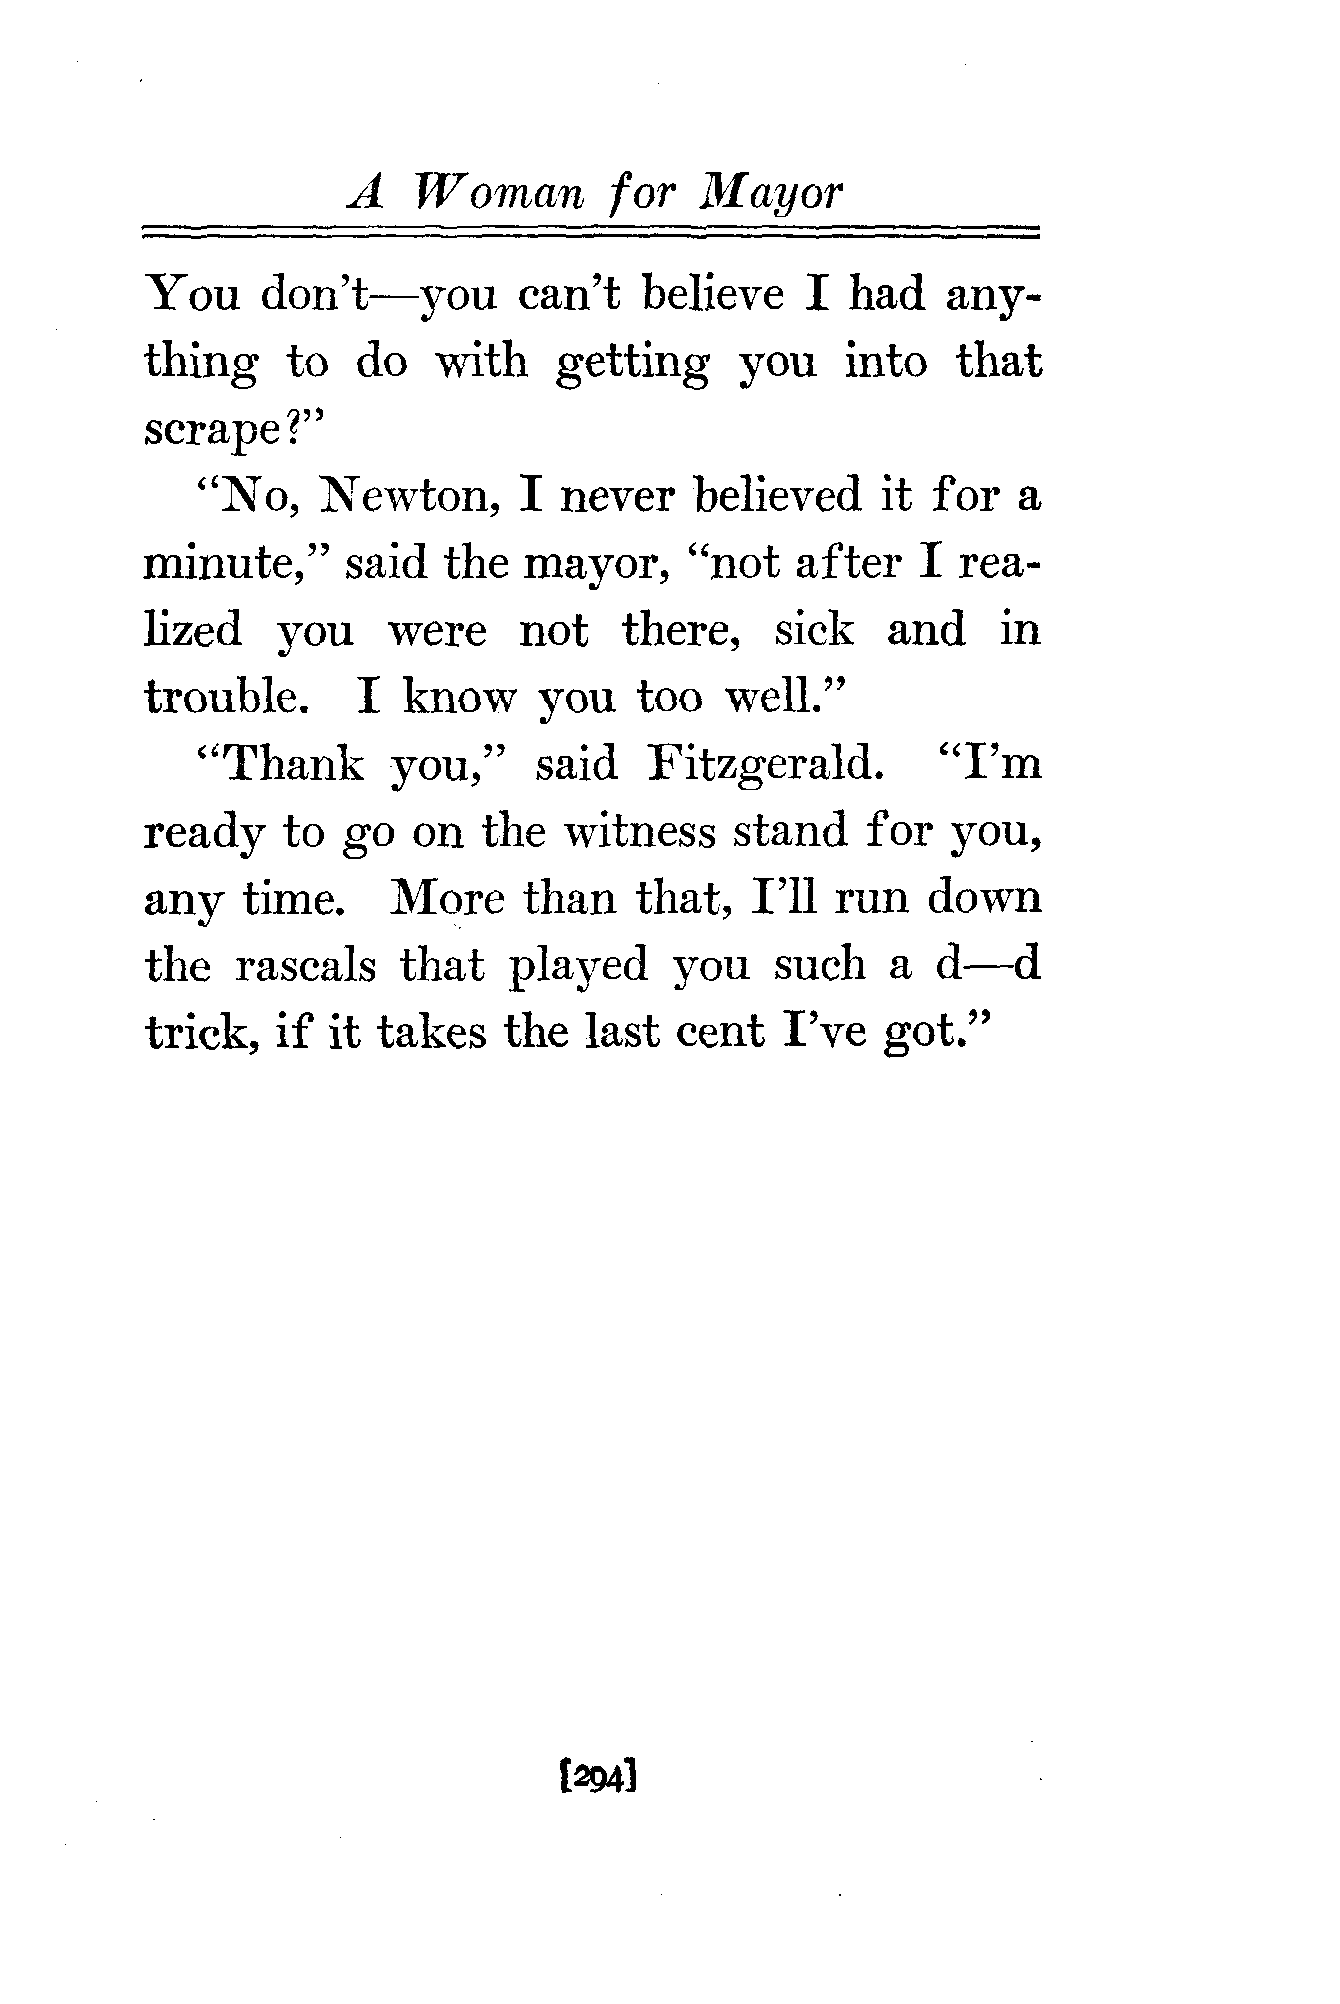 A Woman for Mayor
You don't—you can't believe I had any-
thing to do with getting you into that
scrape?”
“No, Newton, I never believed it for a
minute,” said the mayor, “not after I rea-
lized you were not there, sick and in
trouble. I know you too well.”
“Thank you,” said Fitzgerald. “I’m
ready to go on the witness stand for you,
any time. More than that, I’ll run down
the rascals that played you such a d—d
trick, if it takes the last cent I’ve got.”
[294]